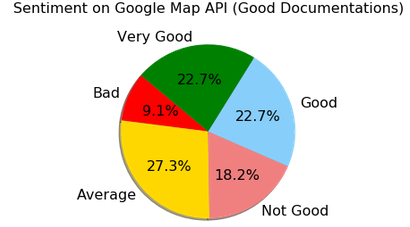 Sentiment on Google Map API (Good Documentations)
Very Good
22.7%
Good
22.7%
Bad
9.1%
Average
27.3%
Not Good
18.2%